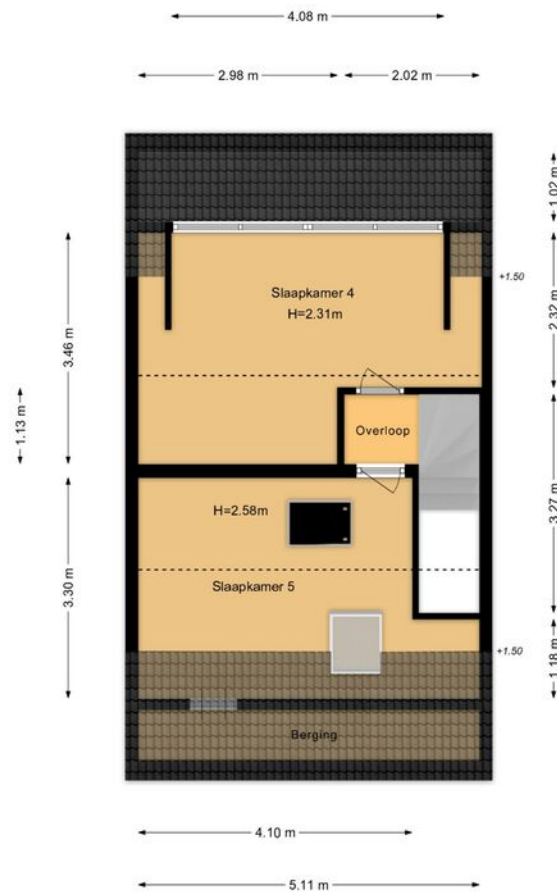 4.08 m
2.98 m
2.02 m
1.02 m
+1.50
Slaapkamer 4
H=2.31m
2.32 m
3.46 m
1.13 m
Overloop
3.27 m
H=2.58m
3.30 m
Slaapkamer 5
+1.50
1.18 m
Berging
4.10 m
5.11 m